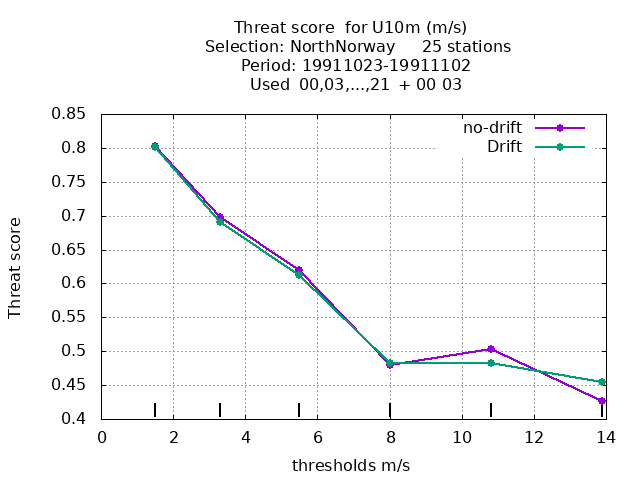 Threat score  for U10m (m/s)
Selection: NorthNorway     25 stations
Period: 19911023-19911102
Used  00,03,...,21  + 00 03
no-drift
Drift
Threat score
0.85
0.8
0.75
0.7
0.65
0.6
0.55
0.5
0.45
0.4
0 2 4 6 8 10 12 14
thresholds m/s